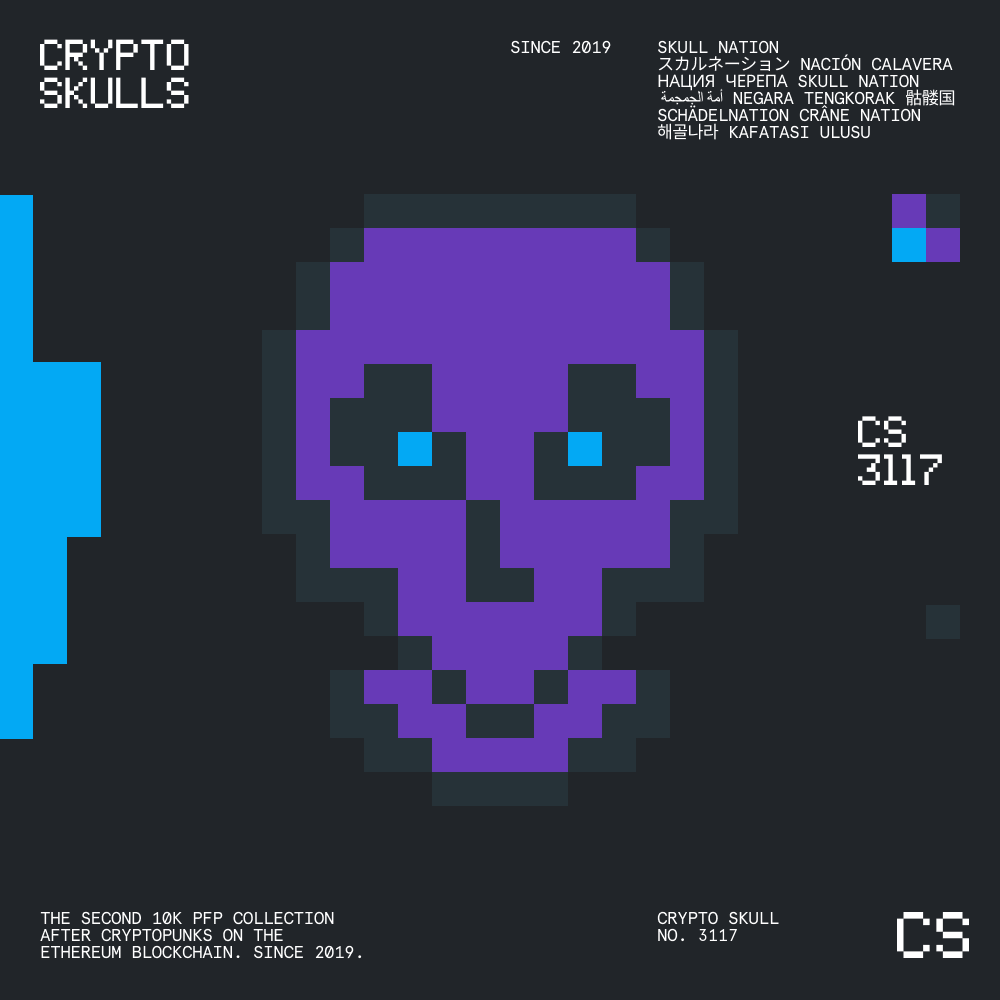 CRYPTO
SKULLS
SINCE 2019
SKULL NATION
スカルネーション NACIÓN CALAVERA
НАЦИЯ ЧЕРЕПА SKULL NATION
أمة الجمجمة NEGARA TENGKORAK 骷髅国
SCHÄDELNATION CRÂNE NATION
해골나라 KAFATASI ULUSU
CS
3117
THE SECOND 10K PFP COLLECTION
AFTER CRYPTOPUNKS ON THE
ETHEREUM BLOCKCHAIN. SINCE 2019.
CRYPTO SKULL
NO. 3117
CS